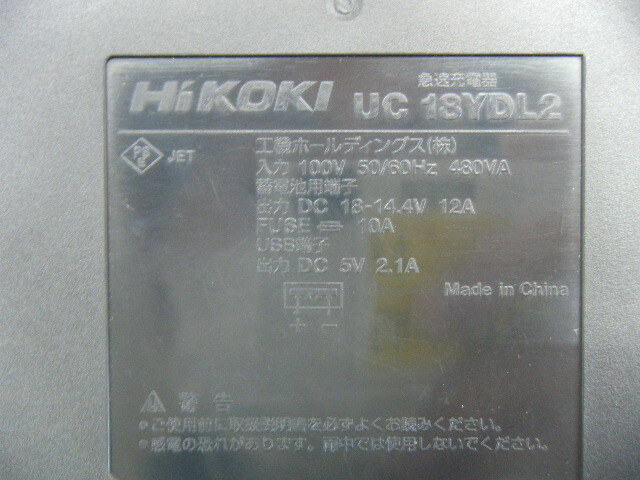 HiKOKI 急速充電器 UC 18YDL2
PS E JET
工機ホールディングス(株)
入力 100V 50/60Hz 480VA
蓄電池用端子
出力 DC 18-14.4V 12A
FUSE 10A
USB端子
出力 DC 5V 2.1A
Made in China
+ −
⚠ 警告
●ご使用前に取扱説明書を必ずよくお読みください。
●感電の恐れがあります。雨中では使用しないでください。